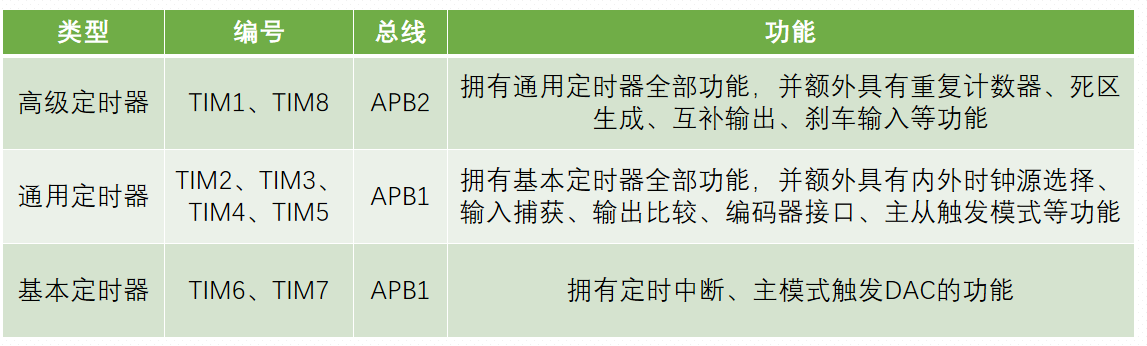 类型 编号 总线 功能
高级定时器 TIM1、TIM8 APB2 拥有通用定时器全部功能，并额外具有重复计数器、死区
生成、互补输出、刹车输入等功能
通用定时器 TIM2、TIM3、
TIM4、TIM5 APB1 拥有基本定时器全部功能，并额外具有内外时钟源选择、
输入捕获、输出比较、编码器接口、主从触发模式等功能
基本定时器 TIM6、TIM7 APB1 拥有定时中断、主模式触发DAC的功能